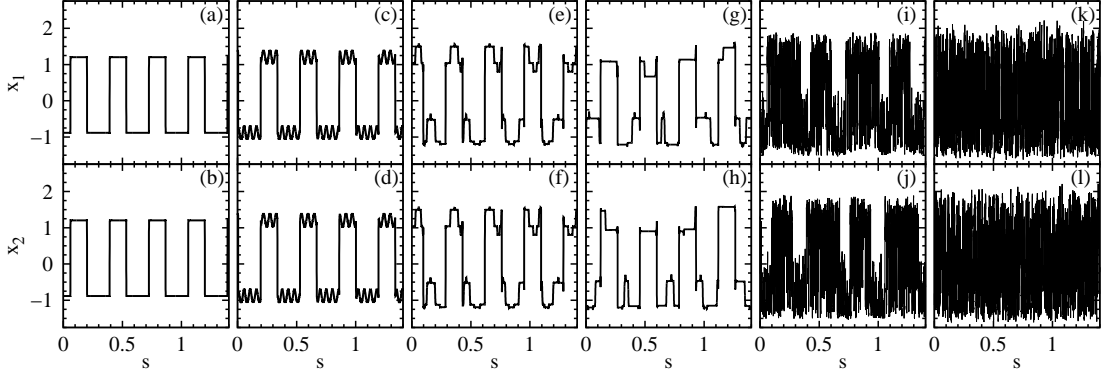 (a) (c) (e) (g) (i) (k)
2
1
0
−1
x1
(b) (d) (f) (h) (j) (l)
2
1
0
−1
x2
0 0.5 1 0 0.5 1 0 0.5 1 0 0.5 1 0 0.5 1 0 0.5 1
s s s s s s